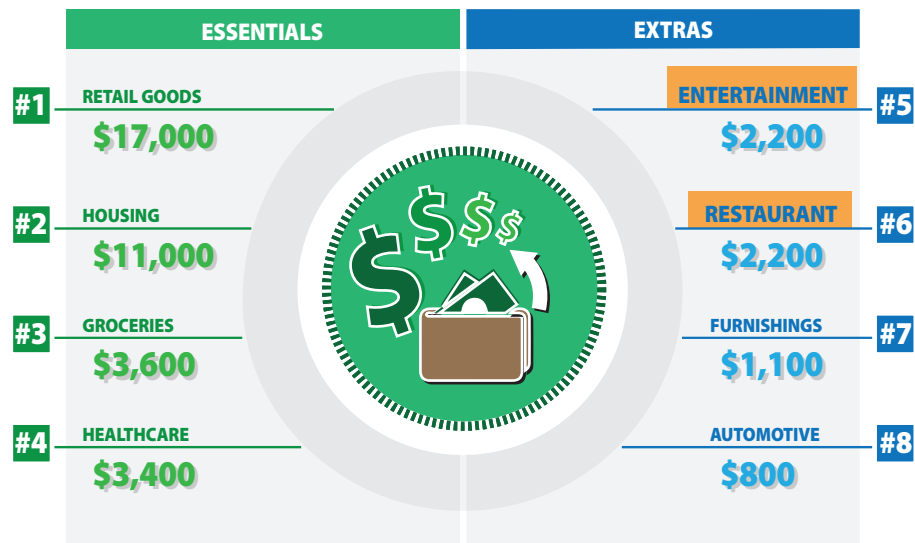 ESSENTIALS
EXTRAS
#1
RETAIL GOODS
$17,000
#2
HOUSING
$11,000
#3
GROCERIES
$3,600
#4
HEALTHCARE
$3,400
ENTERTAINMENT
#5
$2,200
RESTAURANT
#6
$2,200
FURNISHINGS
#7
$1,100
AUTOMOTIVE
#8
$800
$ $ $ $